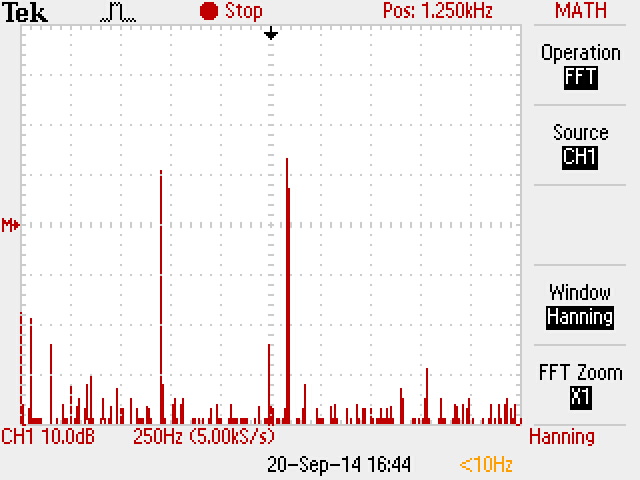 Tek Stop Pos: 1.250kHz MATH
Operation
FFT
Source
CH1
M
Window
Hanning
FFT Zoom
X1
CH1 10.0dB 250Hz (5.00kS/s) Hanning
20-Sep-14 16:44 <10Hz